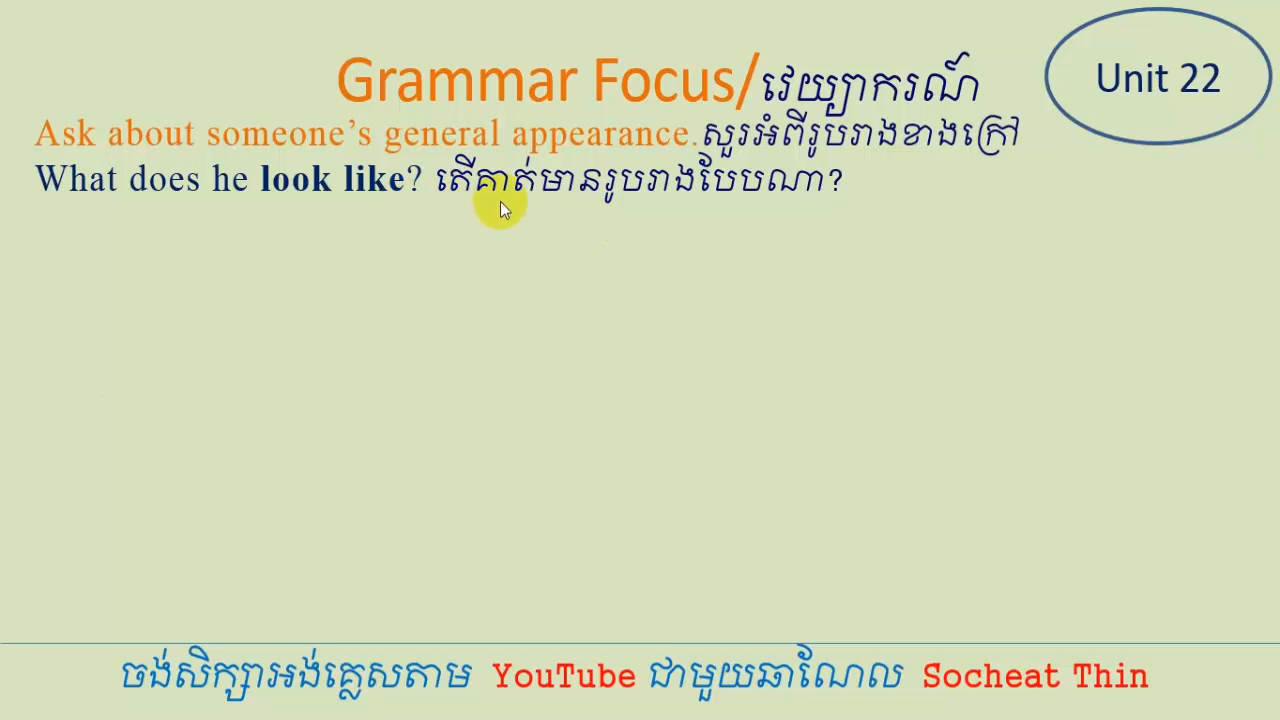 Grammar Focus/វេយ្យាករណ៍
Unit 22
Ask about someone’s general appearance.សួរអំពីរូបរាងខាងក្រៅ
What does he look like? តើគាត់មានរូបរាងបែបណា?
ចង់សិក្សាអង់គ្លេសតាម YouTube ជាមួយឆាណែល Socheat Thin